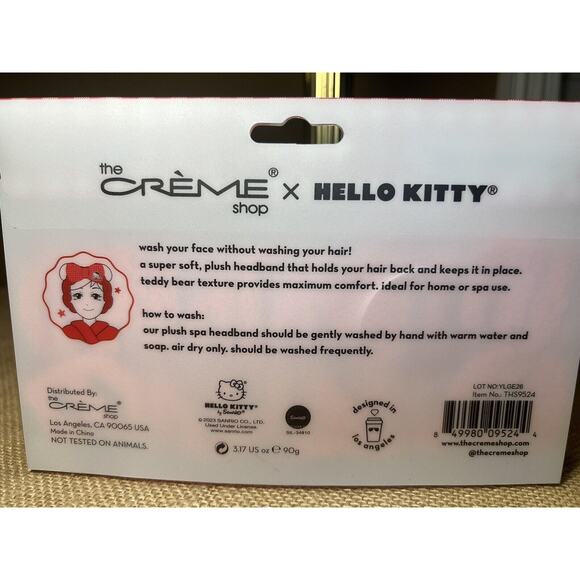 the CRÈME® shop x HELLO KITTY®
wash your face without washing your hair!
a super soft, plush headband that holds your hair back and keeps it in place.
teddy bear texture provides maximum comfort. ideal for home or spa use.
how to wash:
our plush spa headband should be gently washed by hand with warm water and
soap. air dry only. should be washed frequently.
Distributed By:
the CRÈME shop
Los Angeles, CA 90065 USA
Made in China
NOT TESTED ON ANIMALS.
HELLO KITTY®
by Sanrio®
© 2023 SANRIO CO., LTD.
Used Under License.
www.sanrio.com
Sanrio
SIL-34810
3.17 US oz ℮ 90g
designed in
los angeles
LOT NO:YLGE26
Item No.: THS9524
8 49980 09524 4
www.thecremeshop.com
@thecremeshop